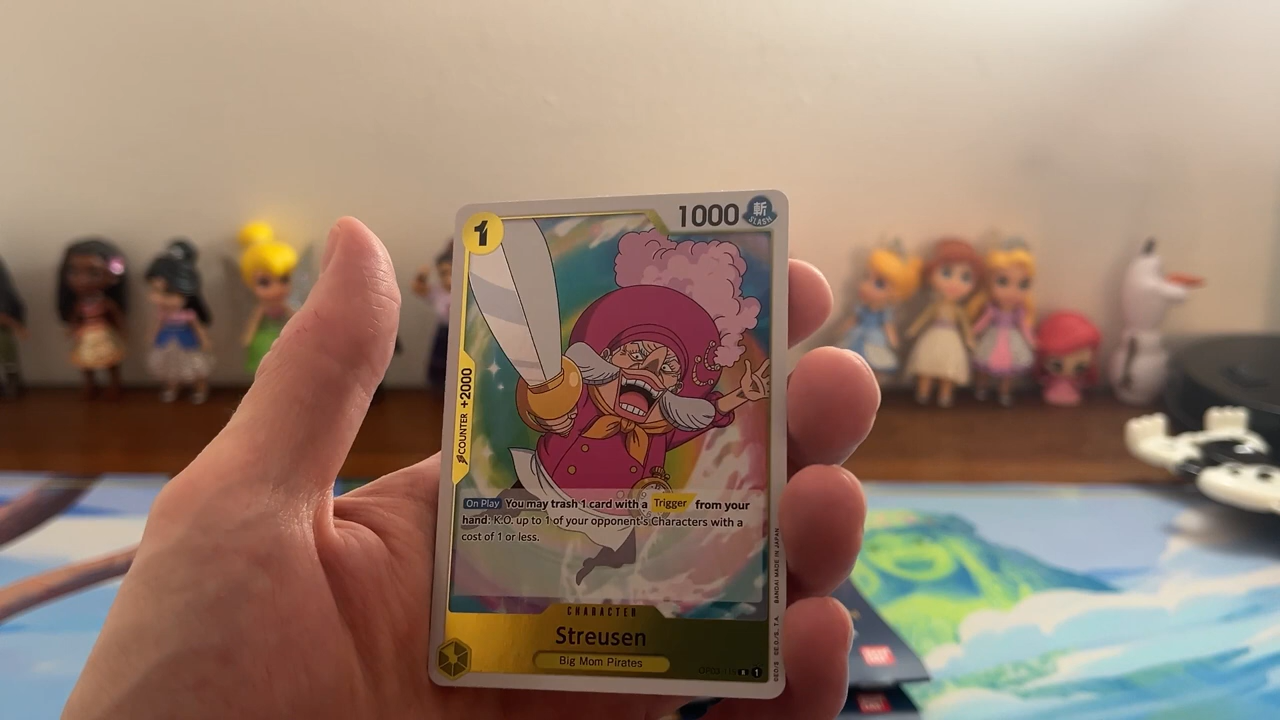 1
1000
斬
SLASH
COUNTER +2000
On Play You may trash 1 card with a Trigger from your
hand: K.O. up to 1 of your opponent's Characters with a
cost of 1 or less.
CHARACTER
Streusen
Big Mom Pirates
1
BANDAI MADE IN JAPAN